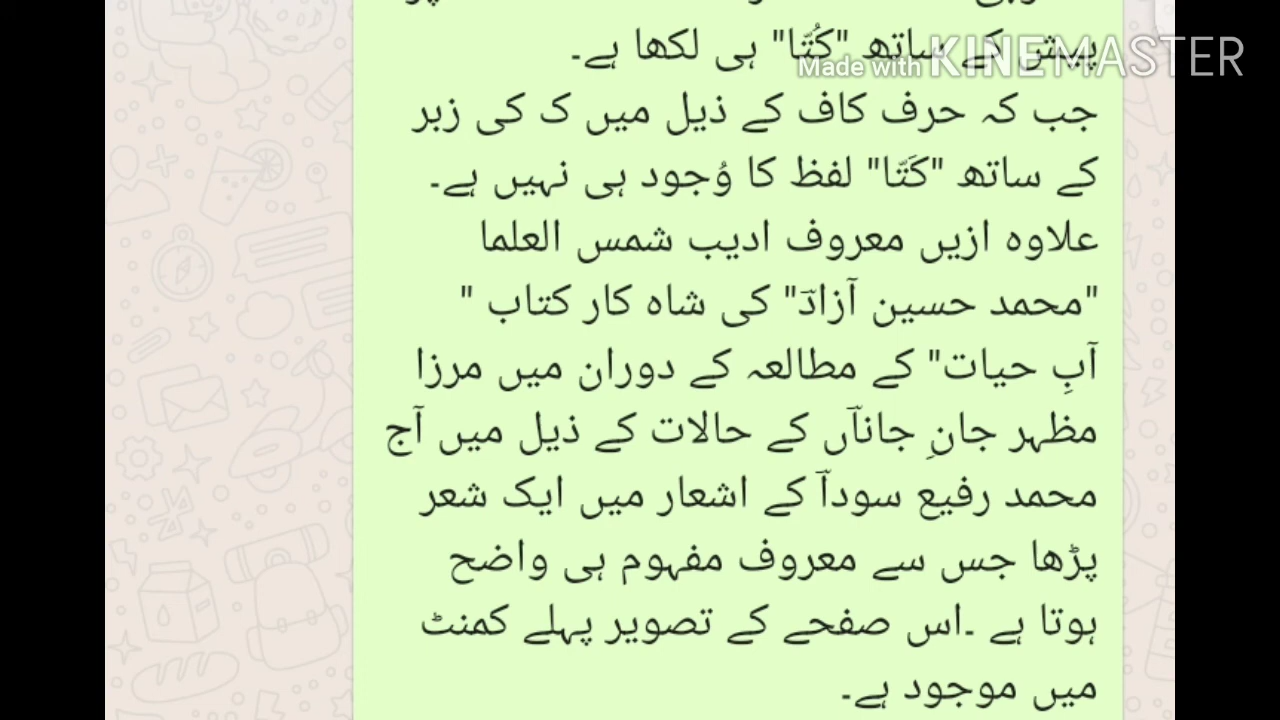 پیش کے ساتھ "کُتّا" ہی لکھا ہے۔
Made with KINEMASTER
جب کہ حرف کاف کے ذیل میں ک کی زبر
کے ساتھ "کَتّا" لفظ کا وُجود ہی نہیں ہے۔
علاوہ ازیں معروف ادیب شمس العلما
"محمد حسین آزادؔ" کی شاہ کار کتاب "
آبِ حیات" کے مطالعہ کے دوران میں مرزا
مظہر جانِ جاناںؔ کے حالات کے ذیل میں آج
محمد رفیع سوداؔ کے اشعار میں ایک شعر
پڑھا جس سے معروف مفہوم ہی واضح
ہوتا ہے ۔اس صفحے کے تصویر پہلے کمنٹ
میں موجود ہے۔